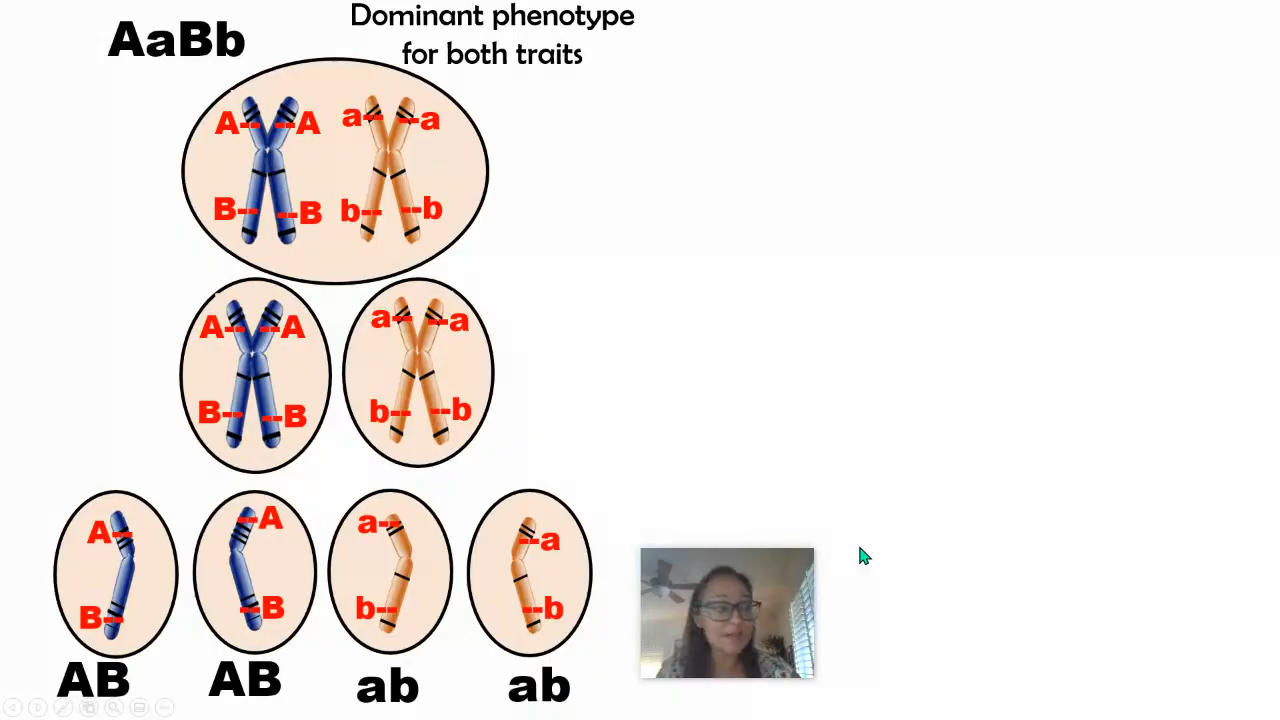 AaBb
Dominant phenotype
for both traits
A-- --A a-- --a
B-- --B b-- --b
A-- --A a-- --a
B-- --B b-- --b
A-- --A a-- --a
B-- --B b-- --b
AB AB ab ab